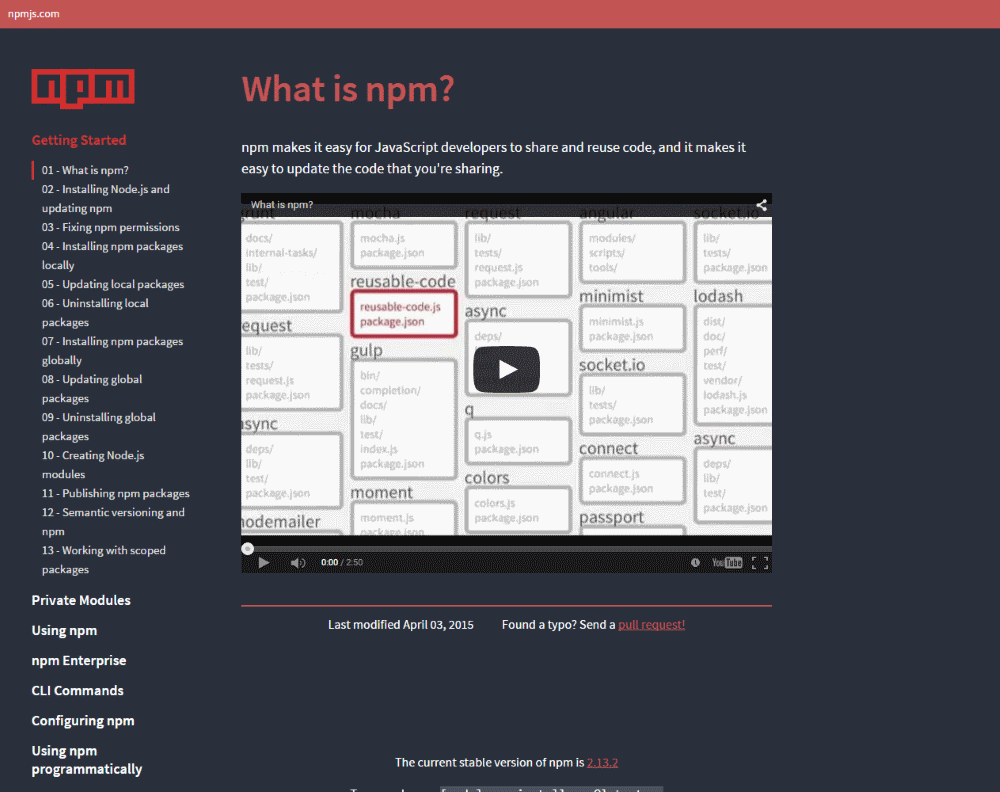 npmjs.com
npm
Getting Started
01 - What is npm?
02 - Installing Node.js and
updating npm
03 - Fixing npm permissions
04 - Installing npm packages
locally
05 - Updating local packages
06 - Uninstalling local
packages
07 - Installing npm packages
globally
08 - Updating global
packages
09 - Uninstalling global
packages
10 - Creating Node.js
modules
11 - Publishing npm packages
12 - Semantic versioning and
npm
13 - Working with scoped
packages
Private Modules
Using npm
npm Enterprise
CLI Commands
Configuring npm
Using npm
programmatically
What is npm?
npm makes it easy for JavaScript developers to share and reuse code, and it makes it
easy to update the code that you're sharing.
What is npm?
docs/
internal-tasks/
lib/
test/
package.json
lib/
tests/
request.js
package.json
deps/
lib/
test/
package.json
mocha
mocha.js
package.json
reusable-code
reusable-code.js
package.json
gulp
bin/
completion/
docs/
lib/
test/
index.js
package.json
moment
moment.js
package.json
request
lib/
tests/
request.js
package.json
async
deps/
q
q.js
package.json
colors
colors.js
package.json
angular
modules/
scripts/
tools/
minimist
minimist.js
package.json
socket.io
lib/
tests/
package.json
connect
connect.js
package.json
passport
socket.io
lib/
tests/
package.json
lodash
dist/
doc/
perf/
test/
vendor/
lodash.js
package.json
async
deps/
lib/
test/
package.json
0:00 / 2:50
YouTube
Last modified April 03, 2015
Found a typo? Send a pull request!
The current stable version of npm is 2.13.2